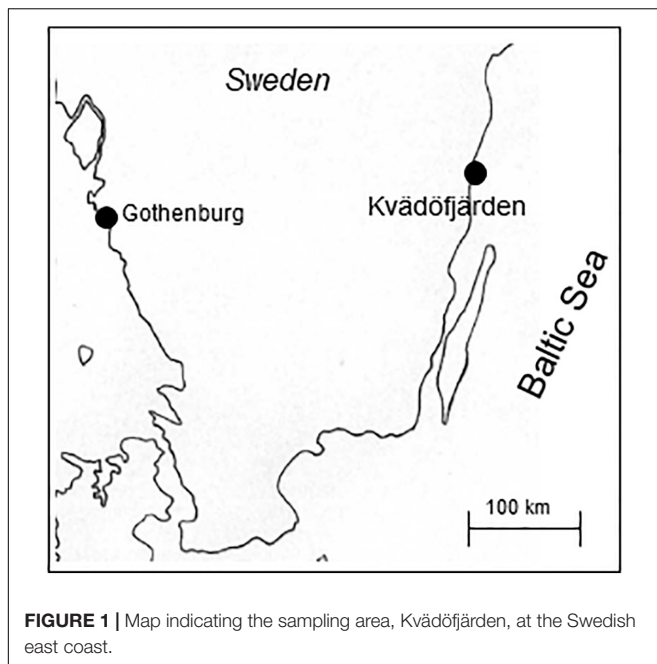 Sweden
Kvädöfjärden
Gothenburg
Baltic Sea
100 km
FIGURE 1 | Map indicating the sampling area, Kvädöfjärden, at the Swedish
east coast.